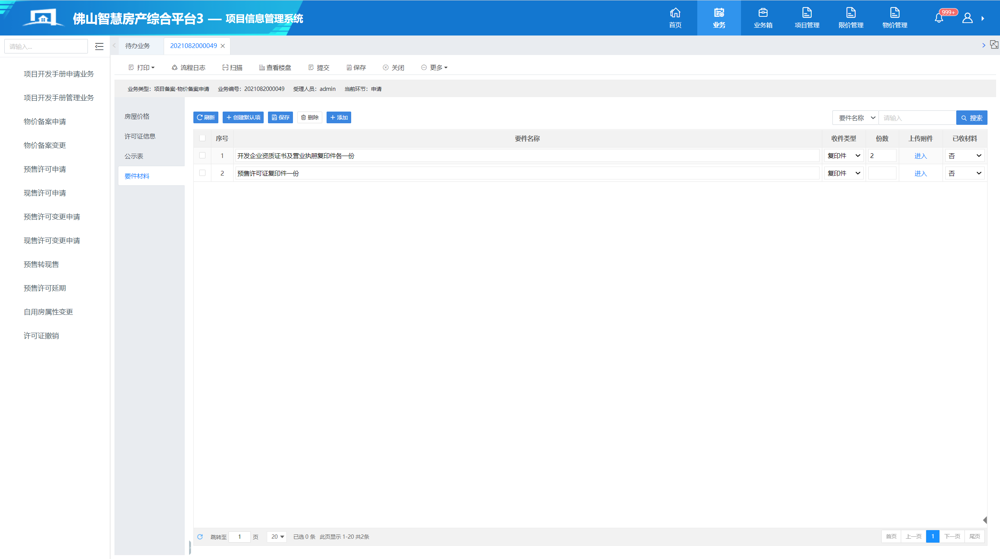 佛山智慧房产综合平台3 — 项目信息管理系统
首页 业务 业务箱 项目管理 限价管理 物价管理 999+
请输入... 待办业务 2021082000049
打印 流程日志 扫描 查看楼盘 提交 保存 关闭 更多
业务类型：项目备案-物价备案申请 业务编号：2021082000049 受理人员：admin 当前环节：申请
项目开发手册申请业务
项目开发手册管理业务
物价备案申请
物价备案变更
预售许可申请
现售许可申请
预售许可变更申请
现售许可变更申请
预售转现售
预售许可延期
自用房属性变更
许可证撤销
房屋价格
许可证信息
公示表
要件材料
刷新 创建默认项 保存 删除 添加 要件名称 请输入 搜索
序号 要件名称 收件类型 份数 上传附件 已收材料
1 开发企业资质证书及营业执照复印件各一份 复印件 2 进入 否
2 预售许可证复印件一份 复印件 进入 否
跳转至 1 页 20 已选 0 条 此页显示 1-20 共2条 首页 上一页 1 下一页 尾页